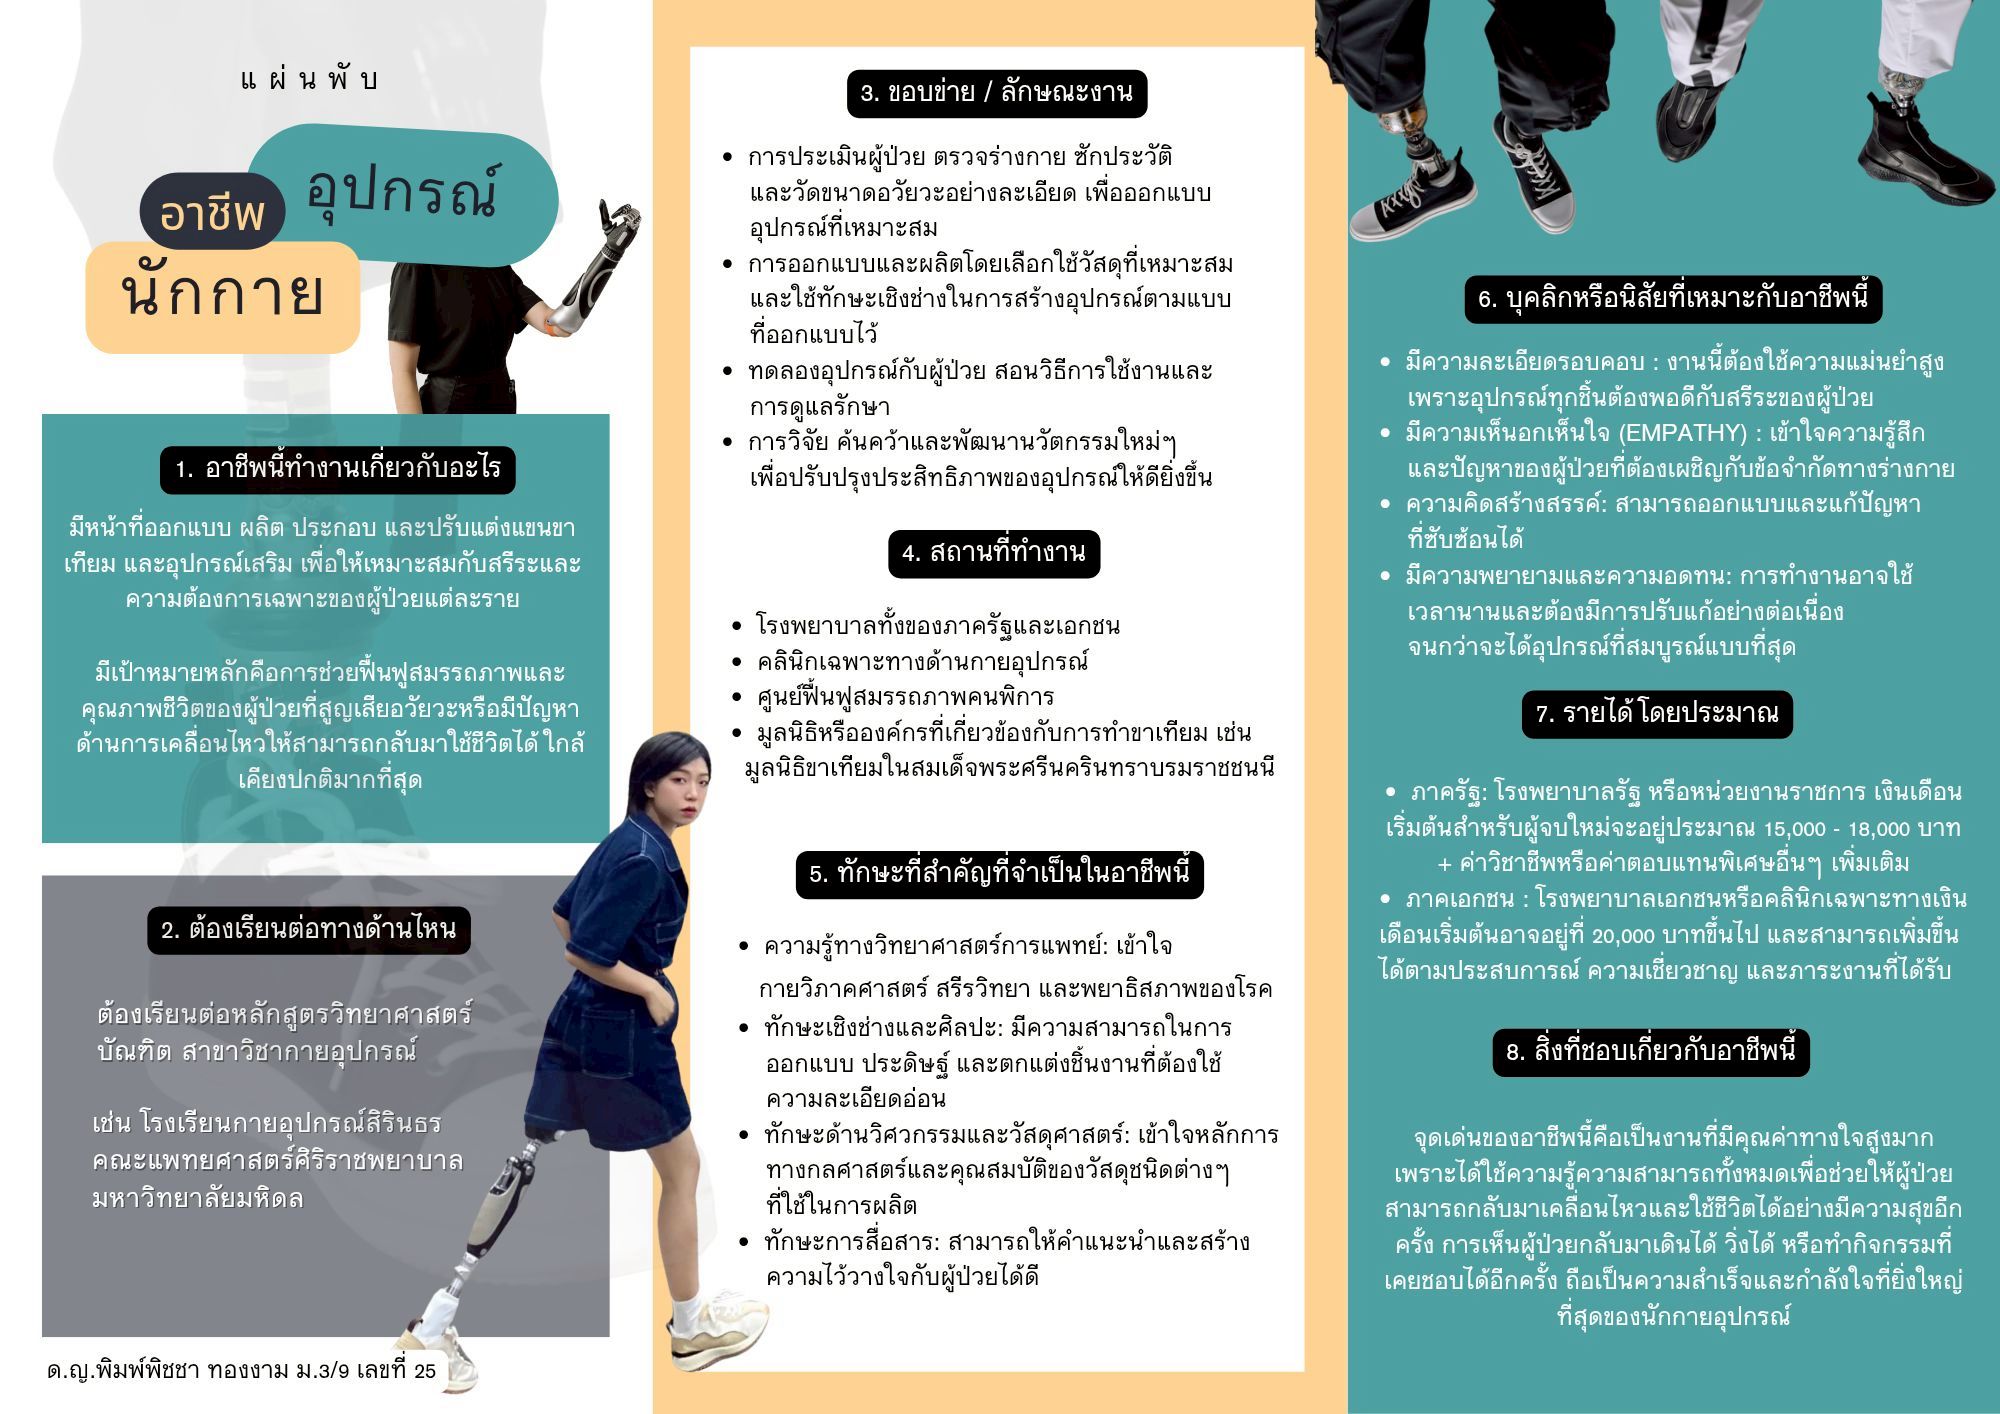 แผ่นพับ
อาชีพ
นักกาย
อุปกรณ์
1. อาชีพนี้ทำงานเกี่ยวกับอะไร
มีหน้าที่ออกแบบ ผลิต ประกอบ และปรับแต่งแขนขา
เทียม และอุปกรณ์เสริม เพื่อให้เหมาะสมกับสรีระและ
ความต้องการเฉพาะของผู้ป่วยแต่ละราย
มีเป้าหมายหลักคือการช่วยฟื้นฟูสมรรถภาพและ
คุณภาพชีวิตของผู้ป่วยที่สูญเสียอวัยวะหรือมีปัญหา
ด้านการเคลื่อนไหวให้สามารถกลับมาใช้ชีวิตได้ ใกล้
เคียงปกติมากที่สุด
2. ต้องเรียนต่อทางด้านไหน
ต้องเรียนต่อหลักสูตรวิทยาศาสตร์
บัณฑิต สาขาวิชากายอุปกรณ์
เช่น โรงเรียนกายอุปกรณ์สิรินธร
คณะแพทยศาสตร์ศิริราชพยาบาล
มหาวิทยาลัยมหิดล
ด.ญ.พิมพ์พิชชา ทองงาม ม.3/9 เลขที่ 25
3. ขอบข่าย / ลักษณะงาน
• การประเมินผู้ป่วย ตรวจร่างกาย ซักประวัติ
และวัดขนาดอวัยวะอย่างละเอียด เพื่อออกแบบ
อุปกรณ์ที่เหมาะสม
• การออกแบบและผลิตโดยเลือกใช้วัสดุที่เหมาะสม
และใช้ทักษะเชิงช่างในการสร้างอุปกรณ์ตามแบบ
ที่ออกแบบไว้
• ทดลองอุปกรณ์กับผู้ป่วย สอนวิธีการใช้งานและ
การดูแลรักษา
• การวิจัย ค้นคว้าและพัฒนานวัตกรรมใหม่ๆ
เพื่อปรับปรุงประสิทธิภาพของอุปกรณ์ให้ดียิ่งขึ้น
4. สถานที่ทำงาน
• โรงพยาบาลทั้งของภาครัฐและเอกชน
• คลินิกเฉพาะทางด้านกายอุปกรณ์
• ศูนย์ฟื้นฟูสมรรถภาพคนพิการ
• มูลนิธิหรือองค์กรที่เกี่ยวข้องกับการทำขาเทียม เช่น
มูลนิธิขาเทียมในสมเด็จพระศรีนครินทราบรมราชชนนี
5. ทักษะที่สำคัญที่จำเป็นในอาชีพนี้
• ความรู้ทางวิทยาศาสตร์การแพทย์: เข้าใจ
กายวิภาคศาสตร์ สรีรวิทยา และพยาธิสภาพของโรค
• ทักษะเชิงช่างและศิลปะ: มีความสามารถในการ
ออกแบบ ประดิษฐ์ และตกแต่งชิ้นงานที่ต้องใช้
ความละเอียดอ่อน
• ทักษะด้านวิศวกรรมและวัสดุศาสตร์: เข้าใจหลักการ
ทางกลศาสตร์และคุณสมบัติของวัสดุชนิดต่างๆ
ที่ใช้ในการผลิต
• ทักษะการสื่อสาร: สามารถให้คำแนะนำและสร้าง
ความไว้วางใจกับผู้ป่วยได้ดี
6. บุคลิกหรือนิสัยที่เหมาะกับอาชีพนี้
• มีความละเอียดรอบคอบ : งานนี้ต้องใช้ความแม่นยำสูง
เพราะอุปกรณ์ทุกชิ้นต้องพอดีกับสรีระของผู้ป่วย
• มีความเห็นอกเห็นใจ (EMPATHY) : เข้าใจความรู้สึก
และปัญหาของผู้ป่วยที่ต้องเผชิญกับข้อจำกัดทางร่างกาย
• ความคิดสร้างสรรค์: สามารถออกแบบและแก้ปัญหา
ที่ซับซ้อนได้
• มีความพยายามและความอดทน: การทำงานอาจใช้
เวลานานและต้องมีการปรับแก้อย่างต่อเนื่อง
จนกว่าจะได้อุปกรณ์ที่สมบูรณ์แบบที่สุด
7. รายได้ โดยประมาณ
• ภาครัฐ: โรงพยาบาลรัฐ หรือหน่วยงานราชการ เงินเดือน
เริ่มต้นสำหรับผู้จบใหม่จะอยู่ประมาณ 15,000 - 18,000 บาท
+ ค่าวิชาชีพหรือค่าตอบแทนพิเศษอื่นๆ เพิ่มเติม
• ภาคเอกชน : โรงพยาบาลเอกชนหรือคลินิกเฉพาะทางเงิน
เดือนเริ่มต้นอาจอยู่ที่ 20,000 บาทขึ้นไป และสามารถเพิ่มขึ้น
ได้ตามประสบการณ์ ความเชี่ยวชาญ และภาระงานที่ได้รับ
8. สิ่งที่ชอบเกี่ยวกับอาชีพนี้
จุดเด่นของอาชีพนี้คือเป็นงานที่มีคุณค่าทางใจสูงมาก
เพราะได้ใช้ความรู้ความสามารถทั้งหมดเพื่อช่วยให้ผู้ป่วย
สามารถกลับมาเคลื่อนไหวและใช้ชีวิตได้อย่างมีความสุขอีก
ครั้ง การเห็นผู้ป่วยกลับมาเดินได้ วิ่งได้ หรือทำกิจกรรมที่
เคยชอบได้อีกครั้ง ถือเป็นความสำเร็จและกำลังใจที่ยิ่งใหญ่
ที่สุดของนักกายอุปกรณ์